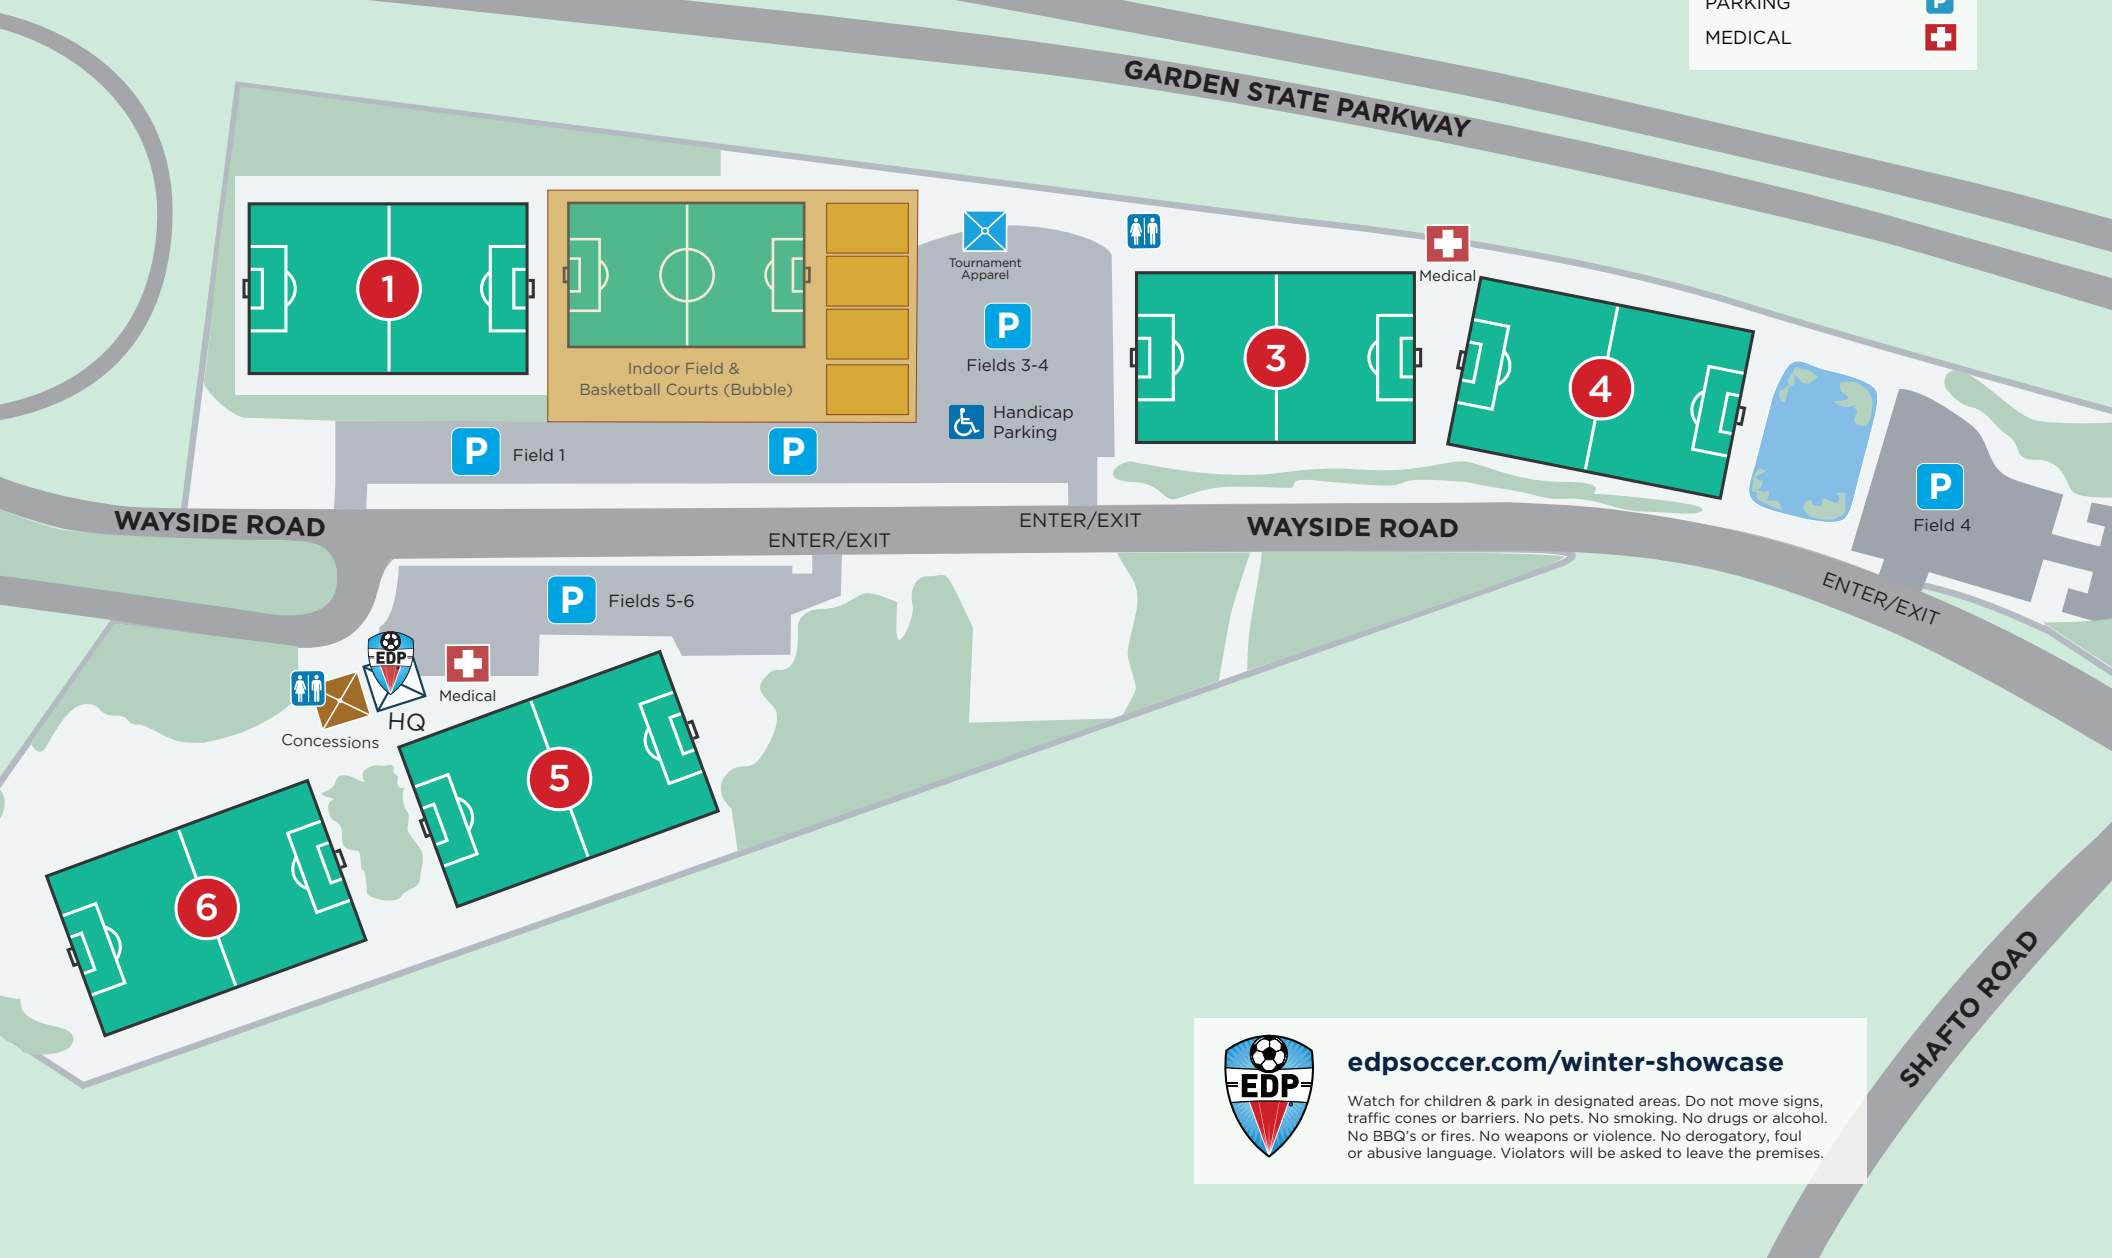 PARKING
P
MEDICAL
GARDEN STATE PARKWAY
1
Indoor Field &
Basketball Courts (Bubble)
Tournament
Apparel
P
Fields 3-4
Handicap
Parking
Medical
3
4
P
Field 1
P
P
Field 4
WAYSIDE ROAD
ENTER/EXIT
ENTER/EXIT
WAYSIDE ROAD
ENTER/EXIT
P
Fields 5-6
EDP
HQ
Medical
Concessions
5
6
SHAFTO ROAD
EDP
edpsoccer.com/winter-showcase
Watch for children & park in designated areas. Do not move signs,
traffic cones or barriers. No pets. No smoking. No drugs or alcohol.
No BBQ's or fires. No weapons or violence. No derogatory, foul
or abusive language. Violators will be asked to leave the premises.